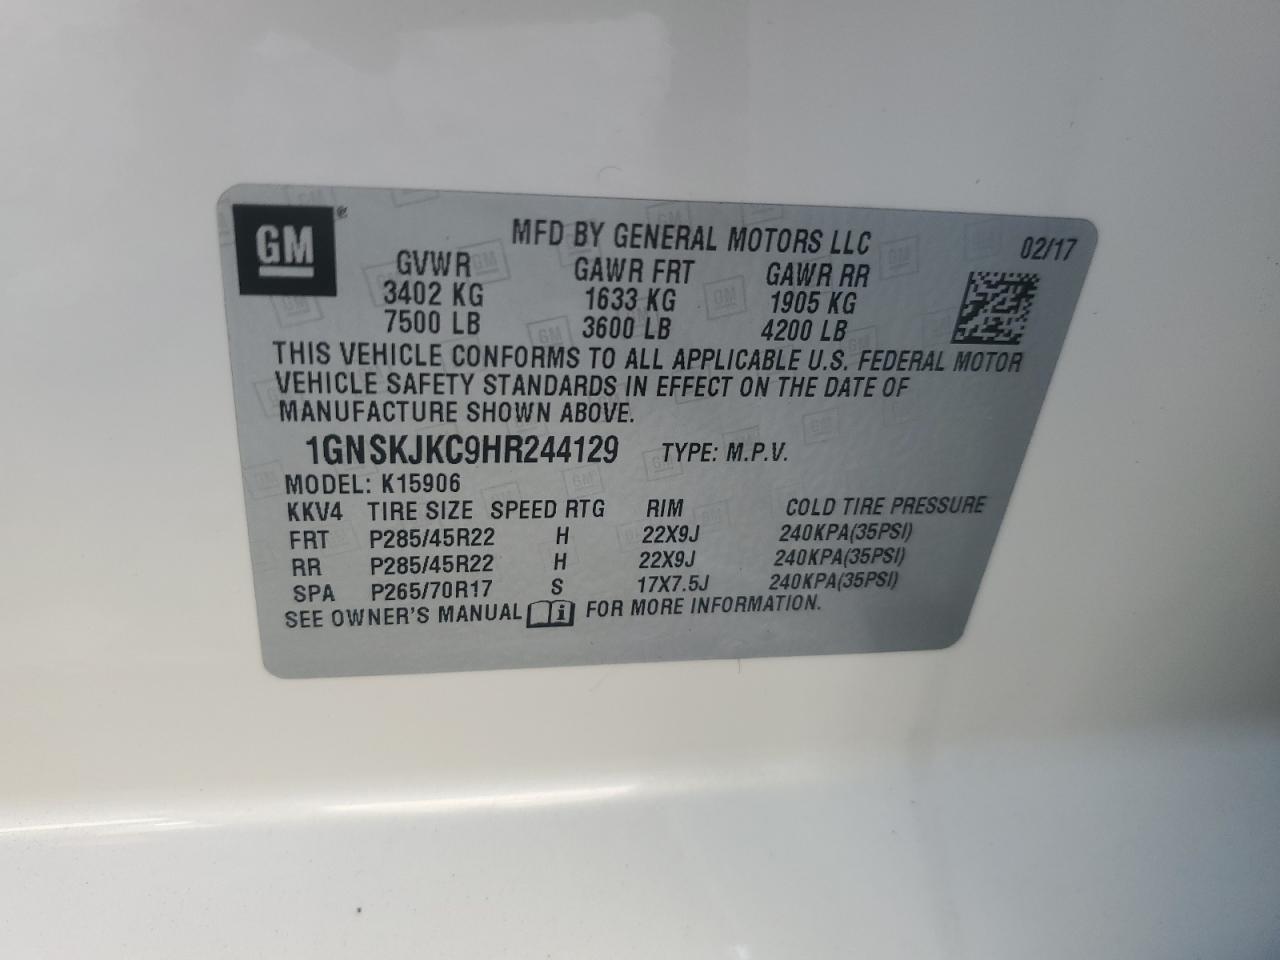 GM
®
MFD BY GENERAL MOTORS LLC 02/17
GVWR GAWR FRT GAWR RR
3402 KG 1633 KG 1905 KG
7500 LB 3600 LB 4200 LB
THIS VEHICLE CONFORMS TO ALL APPLICABLE U.S. FEDERAL MOTOR
VEHICLE SAFETY STANDARDS IN EFFECT ON THE DATE OF
MANUFACTURE SHOWN ABOVE.
1GNSKJKC9HR244129 TYPE: M.P.V.
MODEL: K15906
KKV4 TIRE SIZE SPEED RTG RIM COLD TIRE PRESSURE
FRT P285/45R22 H 22X9J 240KPA(35PSI)
RR P285/45R22 H 22X9J 240KPA(35PSI)
SPA P265/70R17 S 17X7.5J 240KPA(35PSI)
SEE OWNER'S MANUAL i FOR MORE INFORMATION.